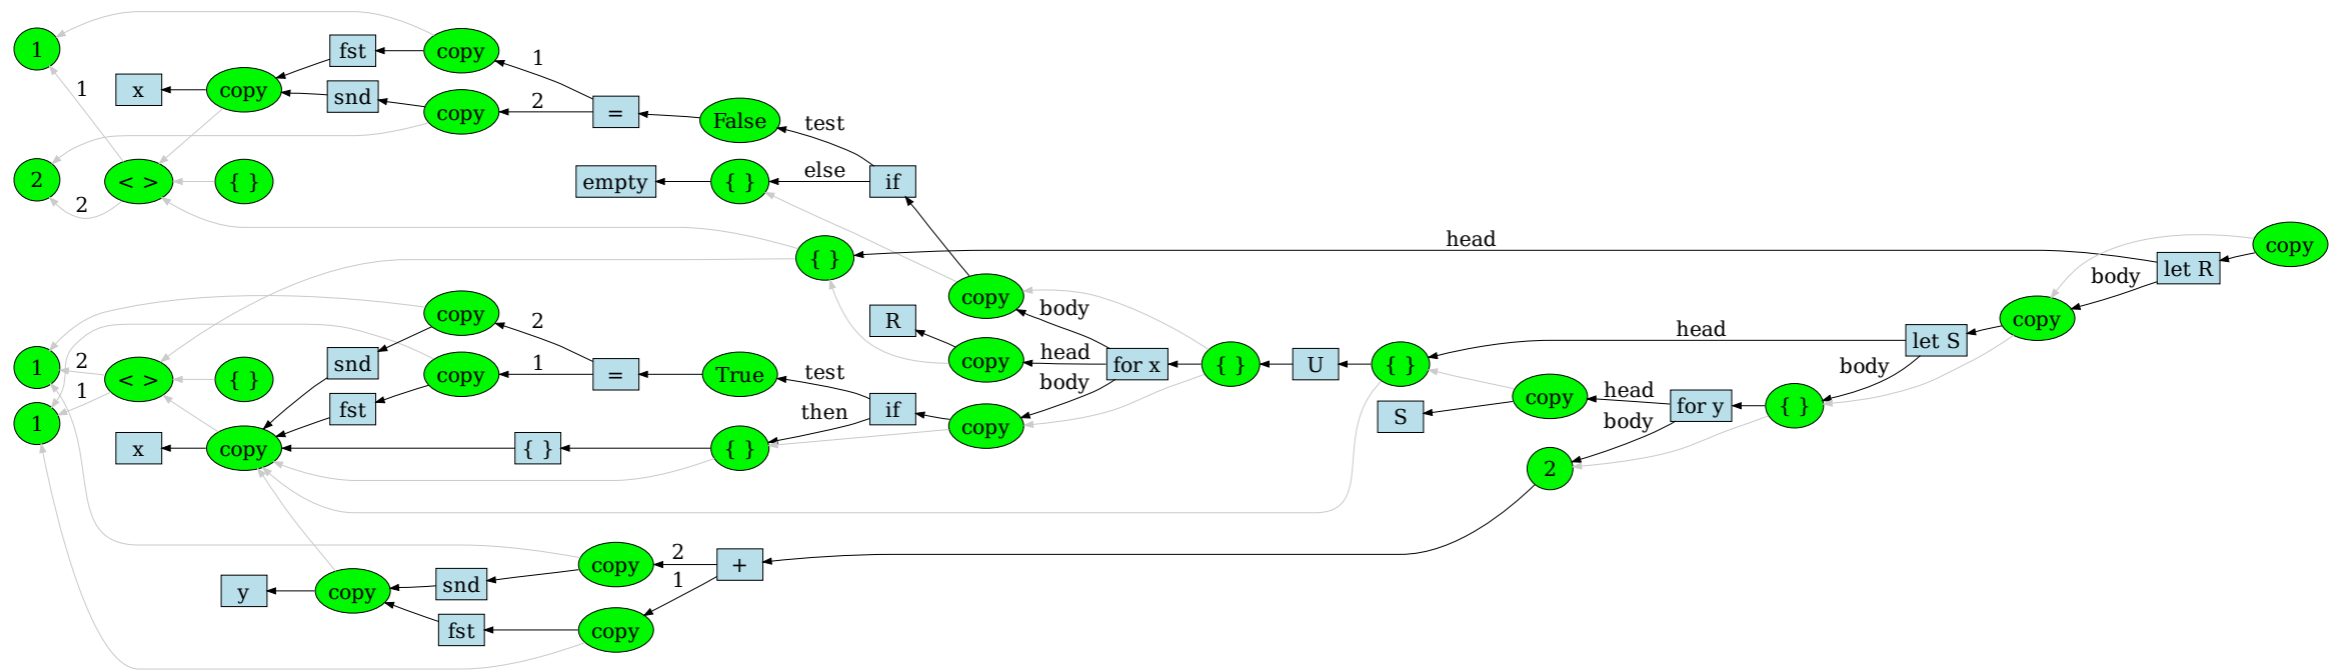 1
copy
fst
1
x
copy
1
snd
copy
2
=
False
test
2
< >
{ }
2
empty
{ }
else
if
{ }
head
copy
let R
body
copy
R
body
copy
head
for x
{ }
U
{ }
head
let S
copy
body
1
2
1
< >
{ }
snd
copy
2
copy
1
=
True
test
fst
if
then
body
1
x
copy
{ }
{ }
copy
S
copy
head
body
for y
{ }
2
copy
2
+
snd
1
y
copy
fst
copy